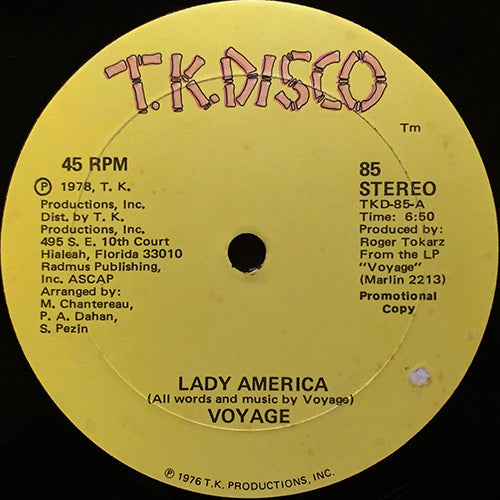 T.K.DISCO
Tm
45 RPM
℗ 1978, T. K.
Productions, Inc.
Dist. by T. K.
Productions, Inc.
495 S. E. 10th Court
Hialeah, Florida 33010
Radmus Publishing,
Inc. ASCAP
Arranged by:
M. Chantereau,
P. A. Dahan,
S. Pezin
85
STEREO
TKD-85-A
Time: 6:50
Produced by:
Roger Tokarz
From the LP
"Voyage"
(Marlin 2213)
Promotional
Copy
LADY AMERICA
(All words and music by Voyage)
VOYAGE
℗ 1976 T.K. PRODUCTIONS, INC.